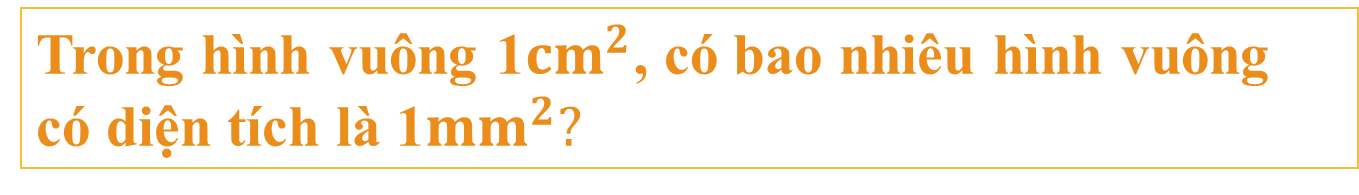 Trong hình vuông 1cm², có bao nhiêu hình vuông
có diện tích là 1mm²?